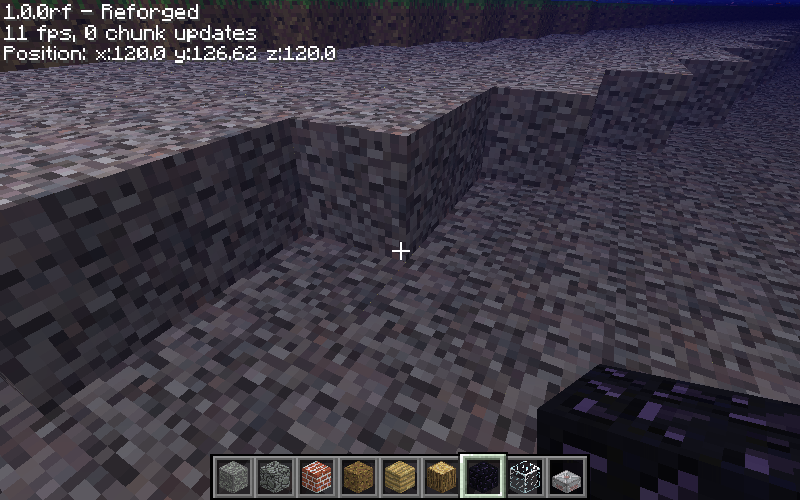 1.0.0rf - Reforged
11 fps, 0 chunk updates
Position: x:120.0 y:126.62 z:120.0